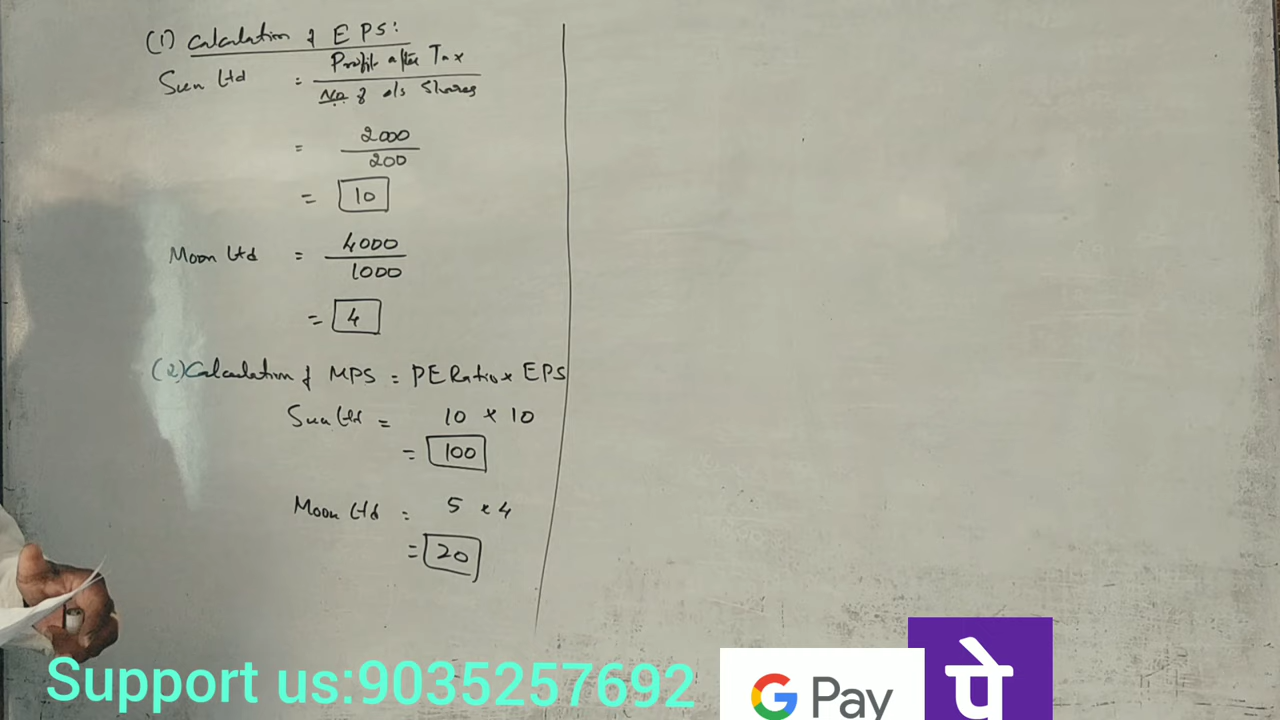 (1) Calculation of EPS:
Sun Ltd = Profit after Tax
No of o/s Shares
= 2000
200
= 10
Moon Ltd = 4000
1000
= 4
(2) Calculation of MPS = PE Ratio × EPS
Sun Ltd = 10 × 10
= 100
Moon Ltd = 5 × 4
= 20
Support us:9035257692
G Pay
पे